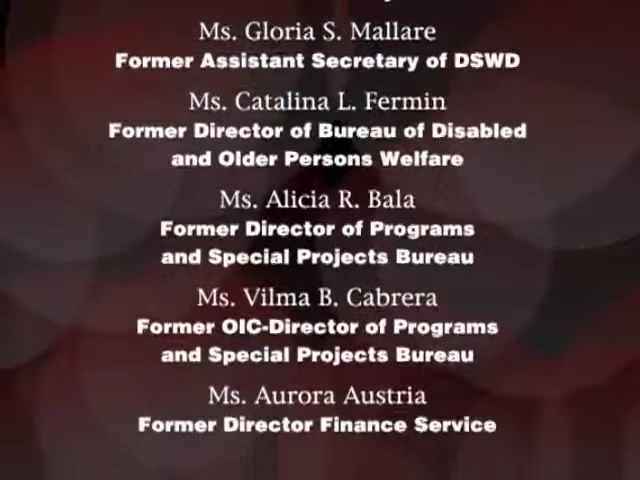 Ms. Gloria S. Mallare
Former Assistant Secretary of DSWD
Ms. Catalina L. Fermin
Former Director of Bureau of Disabled
and Older Persons Welfare
Ms. Alicia R. Bala
Former Director of Programs
and Special Projects Bureau
Ms. Vilma B. Cabrera
Former OIC-Director of Programs
and Special Projects Bureau
Ms. Aurora Austria
Former Director Finance Service